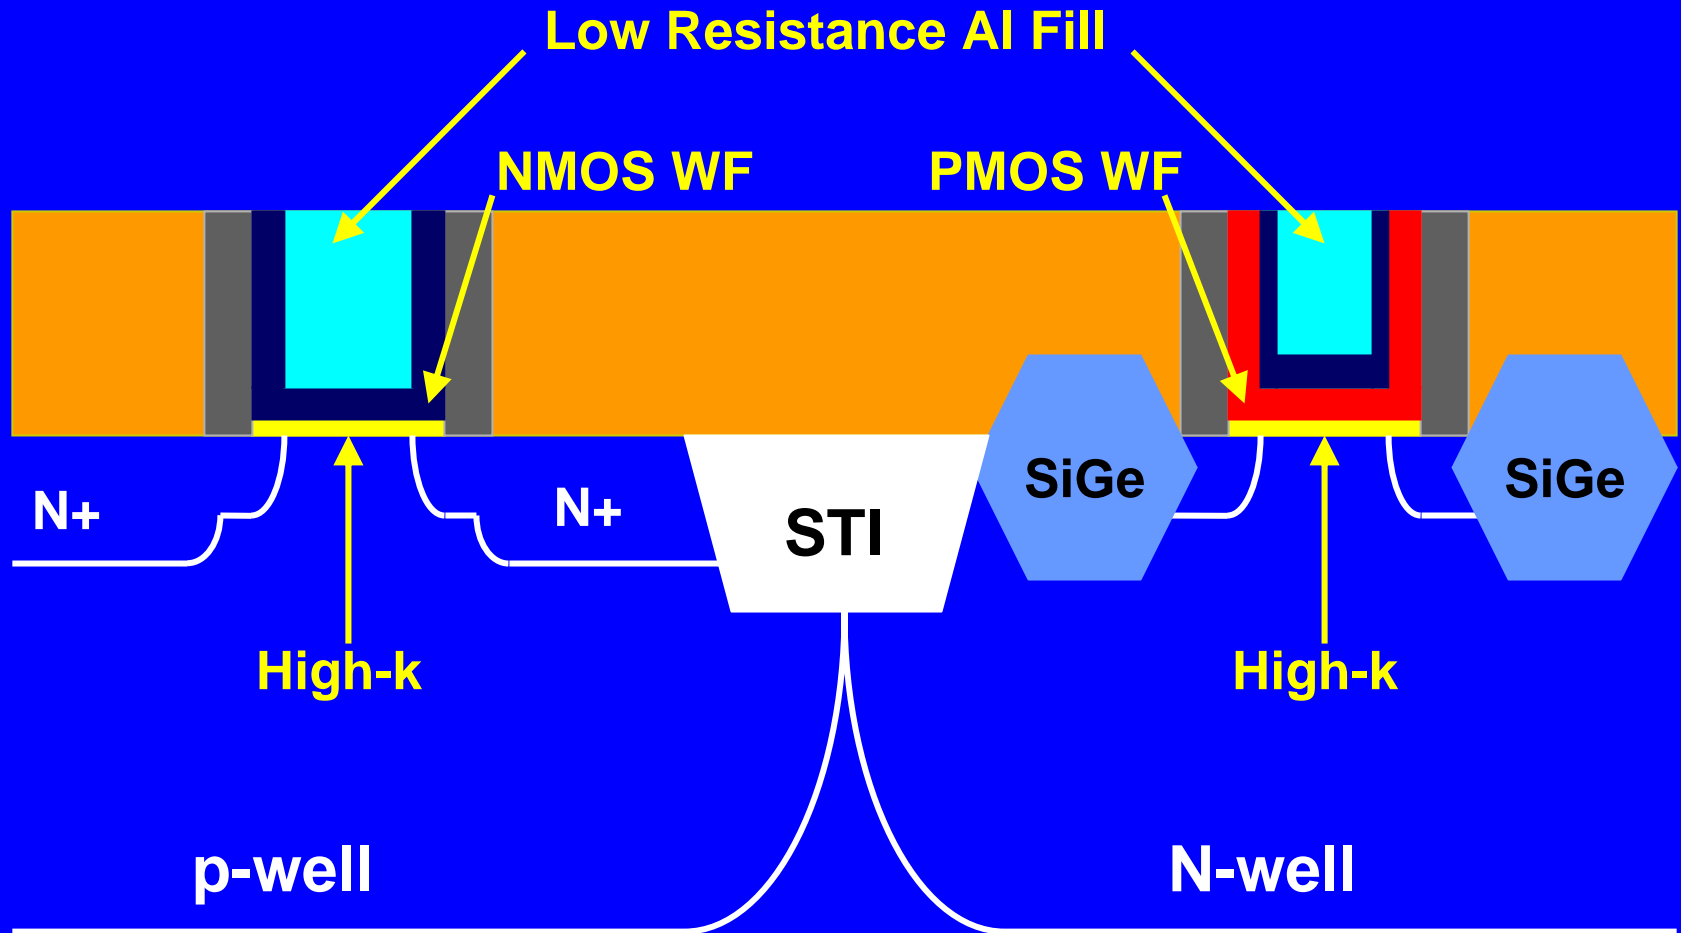 Low Resistance Al Fill
NMOS WF
PMOS WF
SiGe
SiGe
N+
N+
STI
High-k
High-k
p-well
N-well